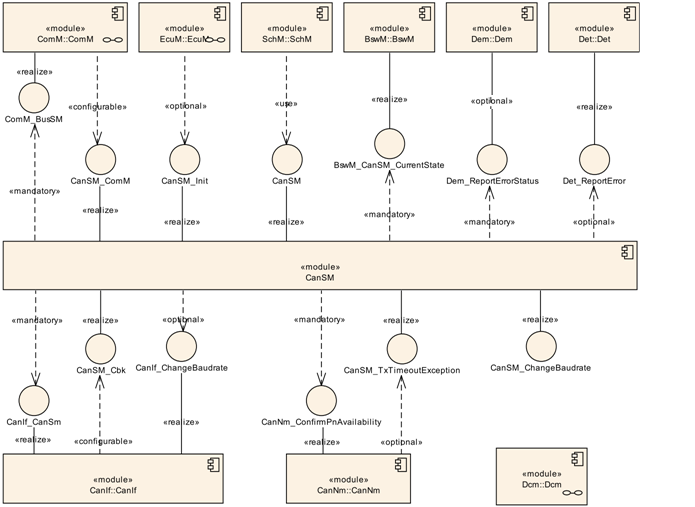 «module» «module» «module» «module» «module» «module»
ComM::ComM EcuM::EcuM SchM::SchM BswM::BswM Dem::Dem Det::Det
«realize» «configurable» «optional» «use» «realize» «optional» «realize»
ComM_BusSM
CanSM_ComM CanSM_Init CanSM BswM_CanSM_CurrentState Dem_ReportErrorStatus Det_ReportError
«mandatory» «realize» «realize» «realize» «mandatory» «mandatory» «optional»
«module»
CanSM
«mandatory» «realize» «optional» «mandatory» «realize» «realize»
CanSM_Cbk CanIf_ChangeBaudrate CanSM_TxTimeoutException CanSM_ChangeBaudrate
CanIf_CanSm CanNm_ConfirmPnAvailability
«realize» «configurable» «realize» «realize» «optional»
«module» «module» «module»
CanIf::CanIf CanNm::CanNm Dcm::Dcm